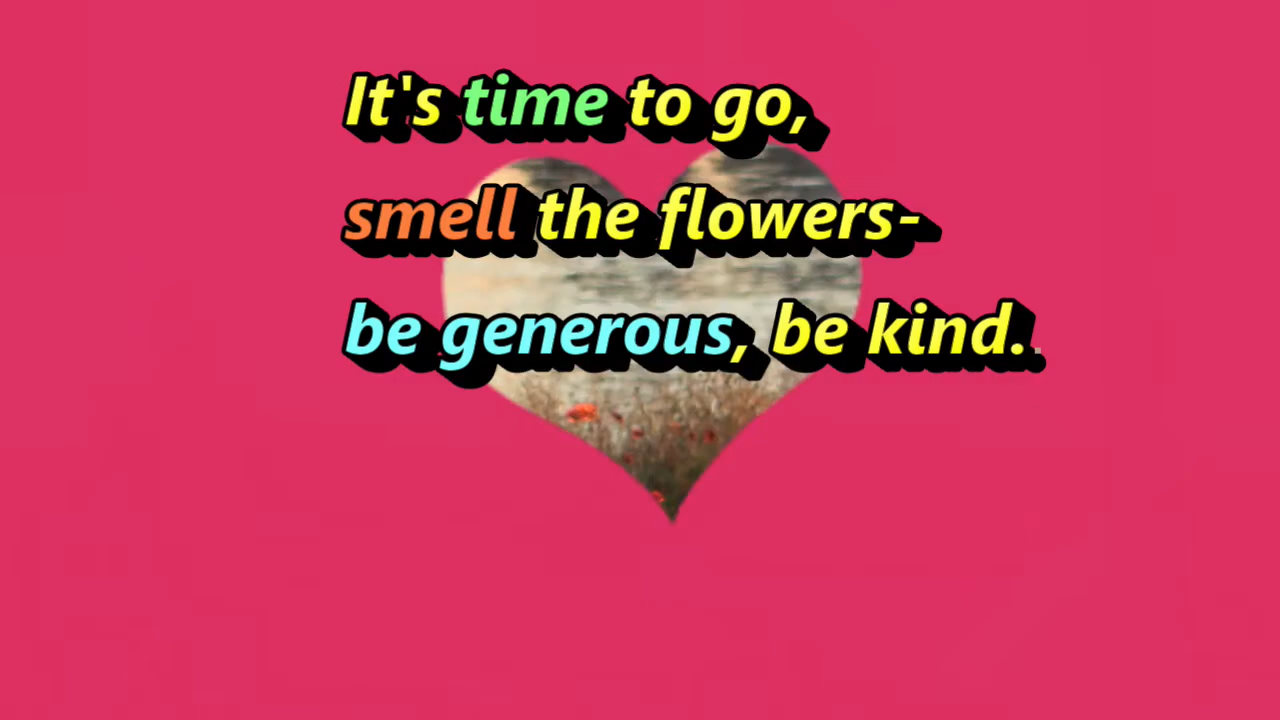 It's time to go,
smell the flowers-
be generous, be kind..